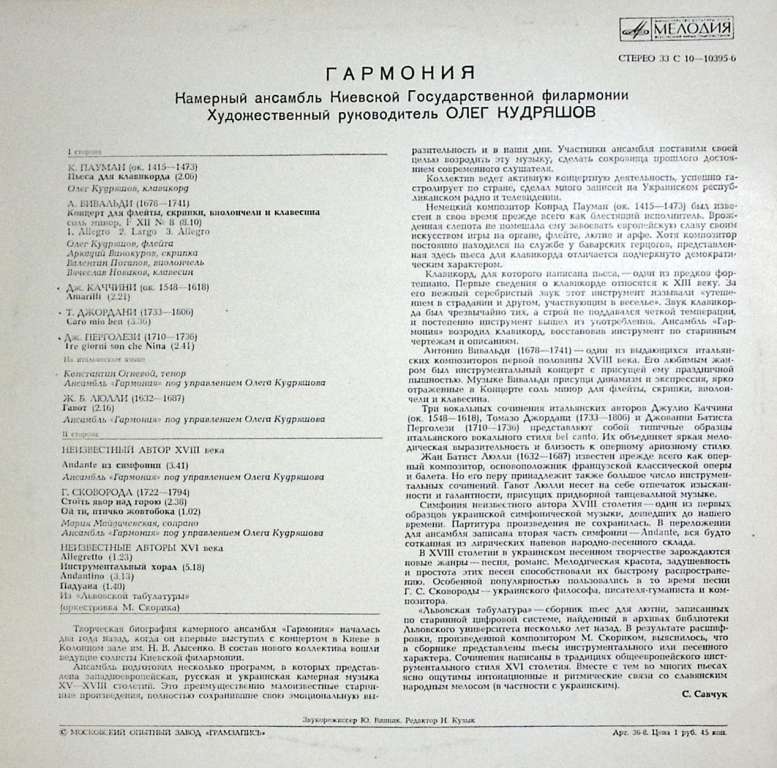 МЕЛОДИЯ
СТЕРЕО 33 С 10—10395-6
ГАРМОНИЯ
Камерный ансамбль Киевской Государственной филармонии
Художественный руководитель ОЛЕГ КУДРЯШОВ
I сторона
К. ПАУМАН (ок. 1415—1473)
Пьеса для клавикорда (2.06)
Олег Кудряшов, клавикорд
А. ВИВАЛЬДИ (1678—1741)
Концерт для флейты, скрипки, виолончели и клавесина
соль минор, F XII № 8 (8.10)
1. Allegro 2. Largo 3. Allegro
Олег Кудряшов, флейта
Аркадий Винокуров, скрипка
Валентин Потапов, виолончель
Вячеслав Новиков, клавесин
Дж. КАЧЧИНИ (ок. 1548—1618)
Amarilli (2.21)
Т. ДЖОРДАНИ (1733—1806)
Caro mio ben (3.36)
Дж. ПЕРГОЛЕЗИ (1710—1736)
Tre giorni son che Nina (2.41)
На итальянском языке
Константин Огневой, тенор
Ансамбль «Гармония» под управлением Олега Кудряшова
Ж. Б. ЛЮЛЛИ (1632—1687)
Гавот (2.16)
Ансамбль «Гармония» под управлением Олега Кудряшова
II сторона
НЕИЗВЕСТНЫЙ АВТОР XVIII века
Andante из симфонии (3.41)
Ансамбль «Гармония» под управлением Олега Кудряшова
Г. СКОВОРОДА (1722—1794)
Стоїть явор над горою (2.38)
Ой ти, птичко жовтобока (1.02)
Мария Майдачевская, сопрано
Ансамбль «Гармония» под управлением Олега Кудряшова
НЕИЗВЕСТНЫЕ АВТОРЫ XVI века
Allegretto (1.23)
Инструментальный хорал (5.18)
Andantino (3.13)
Падуана (1.40)
Из «Львовской табулатуры»
(оркестровка М. Скорика)
Творческая биография камерного ансамбля «Гармония» началась
два года назад, когда он впервые выступил с концертом в Киеве в
Колонном зале им. Н. В. Лысенко. В состав нового коллектива вошли
ведущие солисты Киевской филармонии.
Ансамбль подготовил несколько программ, в которых представ-
лена западноевропейская, русская и украинская камерная музыка
XV—XVIII столетий. Это преимущественно малоизвестные старин-
ные произведения, полностью сохранившие свою эмоциональную вы-
разительность и в наши дни. Участники ансамбля поставили своей
целью возродить эту музыку, сделать сокровища прошлого достоя-
нием современного слушателя.
Коллектив ведет активную концертную деятельность, успешно га-
стролирует по стране, сделал много записей на Украинском респуб-
ликанском радио и телевидении.
Немецкий композитор Конрад Пауман (ок. 1415—1473) был извес-
тен в свое время прежде всего как блестящий исполнитель. Врож-
денная слепота не помешала ему завоевать европейскую славу своим
искусством игры на органе, флейте, лютне и арфе. Хотя композитор
постоянно находился на службе у баварских герцогов, представлен-
ная здесь пьеса для клавикорда отличается подчеркнуто демократи-
ческим характером.
Клавикорд, для которого написана пьеса,— один из предков фор-
тепиано. Первые сведения о клавикорде относятся к XIII веку. За
его нежный серебристый звук этот инструмент называли «утеше-
нием в страдании и другом, участвующим в веселье». Звук клавикор-
да был чрезвычайно тих, а строй не поддавался четкой темперации,
и постепенно инструмент вышел из употребления. Ансамбль «Гар-
мония» возродил клавикорд, восстановив инструмент по старинным
чертежам и описаниям.
Антонио Вивальди (1678—1741) — один из выдающихся итальян-
ских композиторов первой половины XVIII века. Его любимым жан-
ром был инструментальный концерт с присущей ему праздничной
пышностью. Музыке Вивальди присущи динамизм и экспрессия, ярко
отраженные в Концерте соль минор для флейты, скрипки, виолон-
чели и клавесина.
Три вокальных сочинения итальянских авторов Джулио Каччини
(ок. 1548—1618), Томазо Джордани (1733—1806) и Джованни Батиста
Перголези (1710—1736) представляют собой типичные образцы
итальянского вокального стиля bel canto. Их объединяет яркая мело-
дическая выразительность и близость к оперному ариозному стилю.
Жан Батист Люлли (1632—1687) известен прежде всего как опер-
ный композитор, основоположник французской классической оперы
и балета. Но его перу принадлежит также большое число инструмен-
тальных сочинений. Гавот Люлли несет на себе отпечаток изыскан-
ности и галантности, присущих придворной танцевальной музыке.
Симфония неизвестного автора XVIII столетия — один из первых
образцов украинской симфонической музыки, дошедших до нашего
времени. Партитура произведения не сохранилась. В переложении
для ансамбля записана вторая часть симфонии — Andante, вся будто
сотканная из лирических напевов народно-песенного склада.
В XVIII столетии в украинском песенном творчестве зарождаются
новые жанры — песня, романс. Мелодическая красота, задушевность
и простота этих песен способствовали их быстрому распростране-
нию. Особенной популярностью пользовались в то время песни
Г. С. Сковороды — украинского философа, писателя-гуманиста и ком-
позитора.
«Львовская табулатура» — сборник пьес для лютни, записанных
по старинной цифровой системе, найденный в архивах библиотеки
Львовского университета несколько лет назад. В результате расшиф-
ровки, произведенной композитором М. Скориком, выяснилось, что
в сборнике представлены пьесы инструментального или песенного
характера. Сочинения написаны в традициях общеевропейского инст-
рументального стиля XVI столетия. Вместе с тем во многих пьесах
ясно ощутимы интонационные и ритмические связи со славянским
народным мелосом (в частности с украинским).
С. Савчук
Звукорежиссер Ю. Винник. Редактор Н. Кузык
© МОСКОВСКИЙ ОПЫТНЫЙ ЗАВОД «ГРАМЗАПИСЬ»
Арт. 36-8. Цена 1 руб. 45 коп.